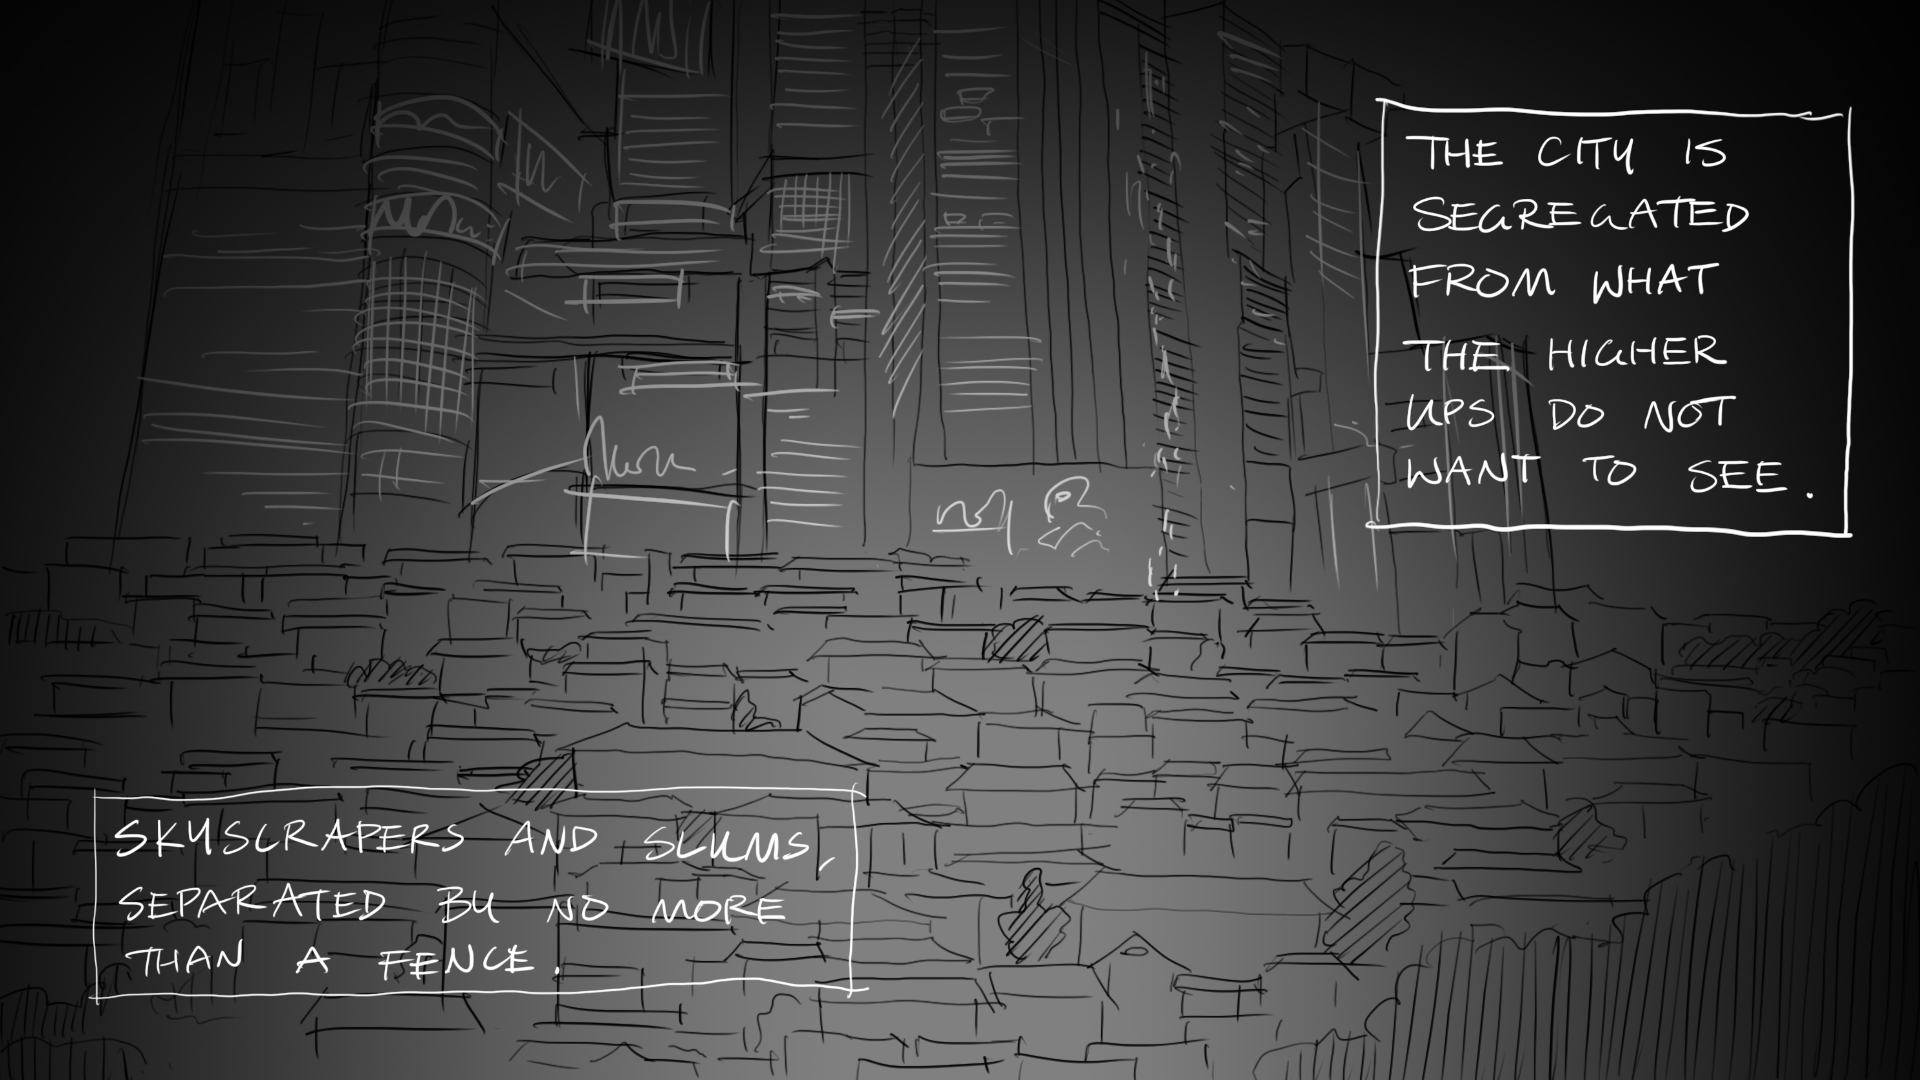 THE CITY IS
SEGREGATED
FROM WHAT
THE HIGHER
UPS DO NOT
WANT TO SEE.
SKYSCRAPERS AND SLUMS,
SEPARATED BY NO MORE
THAN A FENCE.